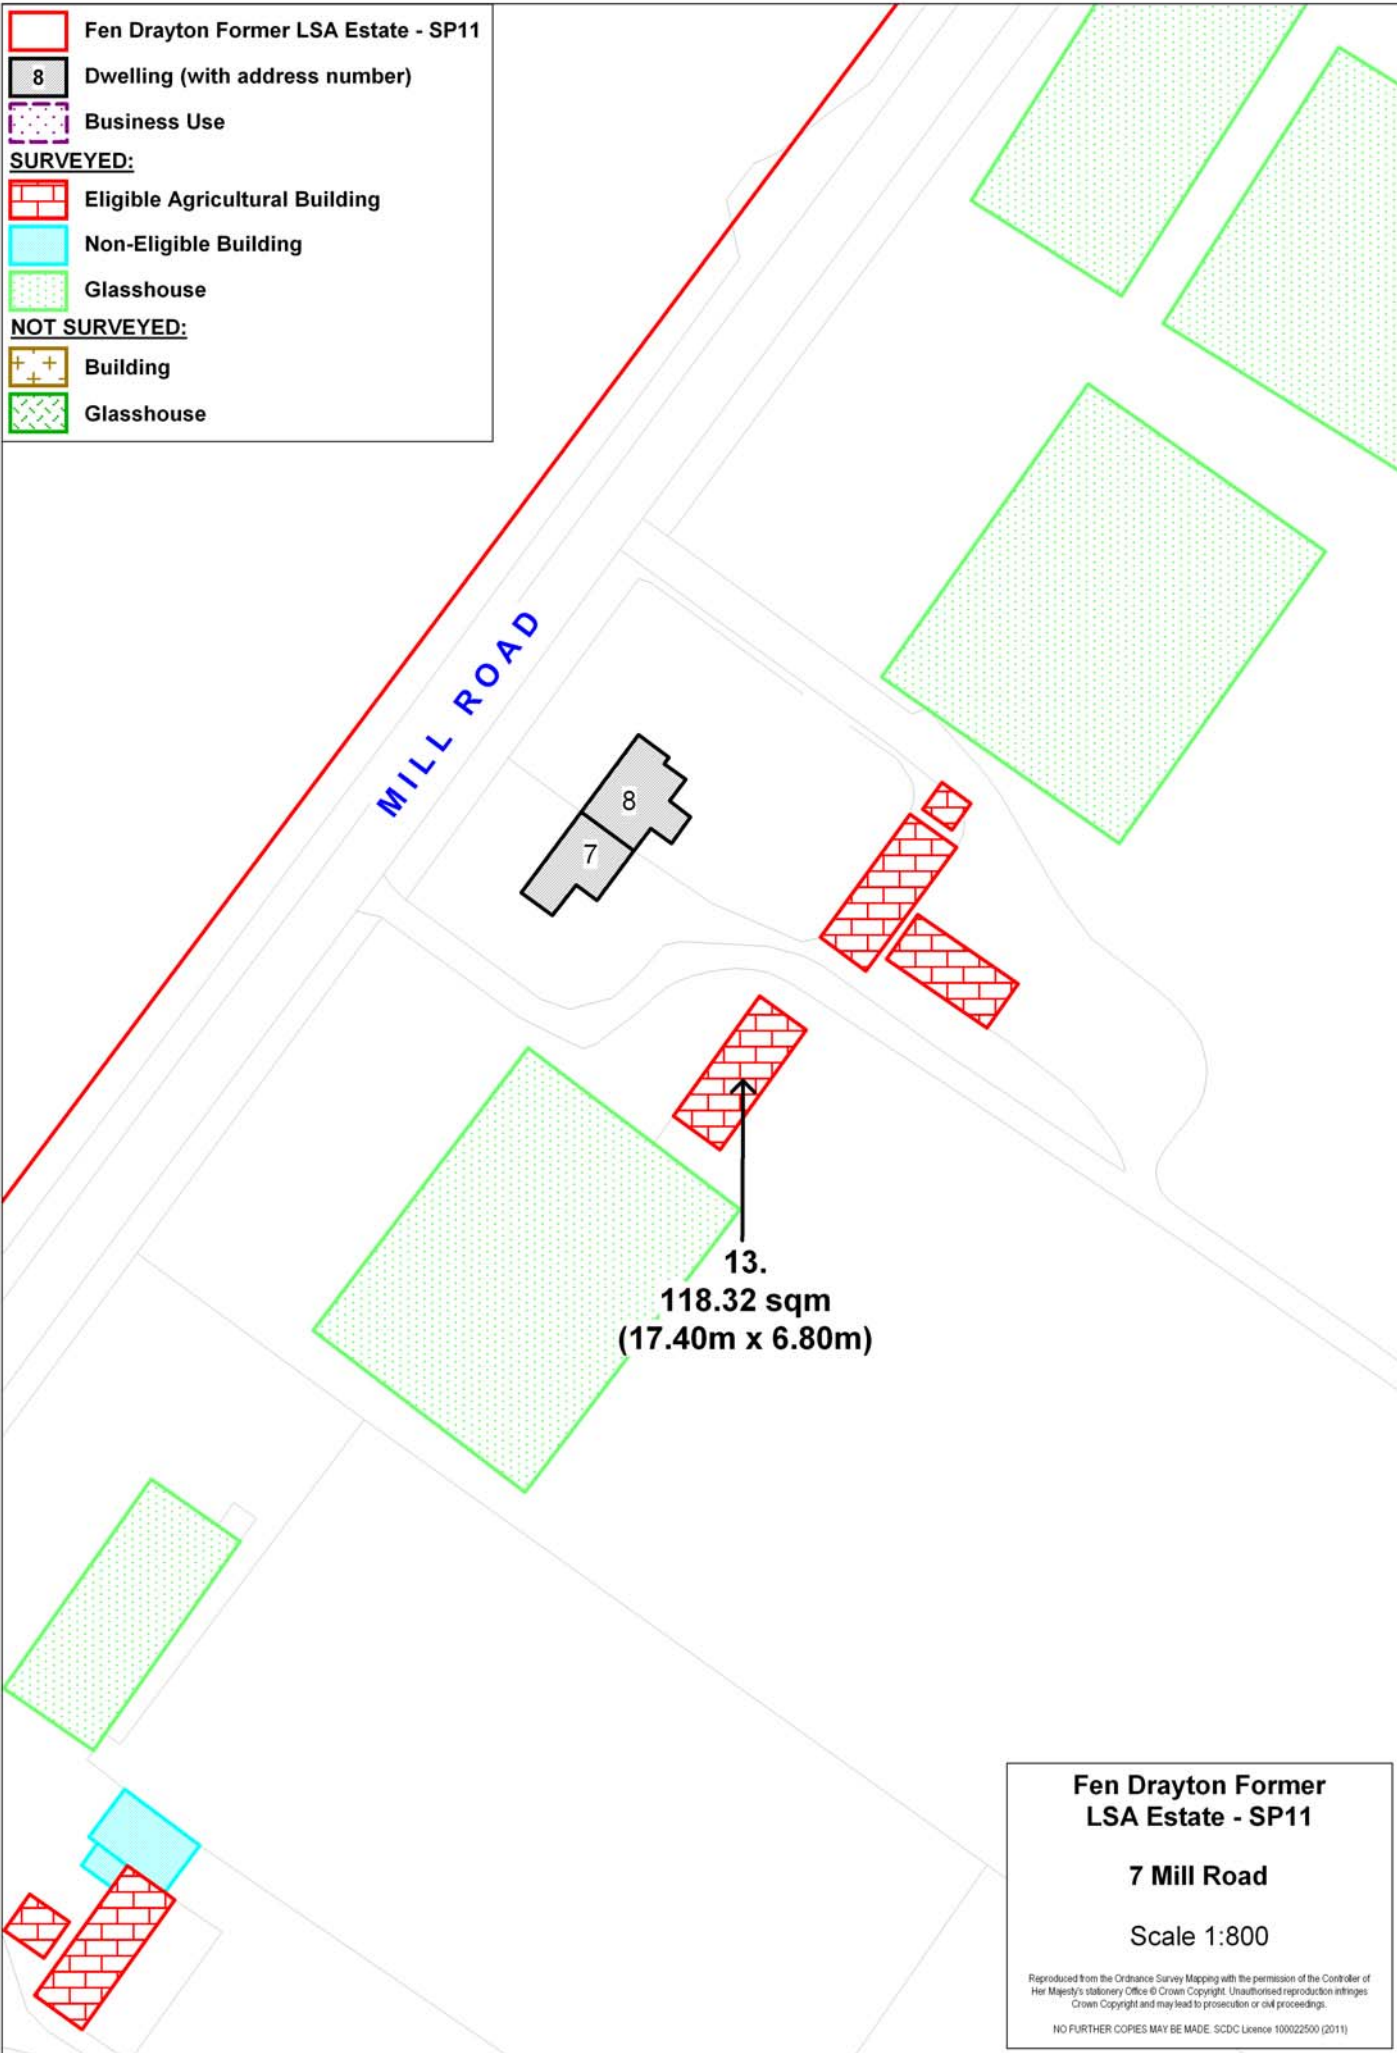 Fen Drayton Former LSA Estate - SP11
8 Dwelling (with address number)
Business Use
SURVEYED:
Eligible Agricultural Building
Non-Eligible Building
Glasshouse
NOT SURVEYED:
Building
Glasshouse
MILL ROAD
8
7
13.
118.32 sqm
(17.40m x 6.80m)
Fen Drayton Former
LSA Estate - SP11
7 Mill Road
Scale 1:800
Reproduced from the Ordnance Survey Mapping with the permission of the Controller of
Her Majesty's stationery Office © Crown Copyright. Unauthorised reproduction infringes
Crown Copyright and may lead to prosecution or civil proceedings.
NO FURTHER COPIES MAY BE MADE. SCDC Licence 100022500 (2011)